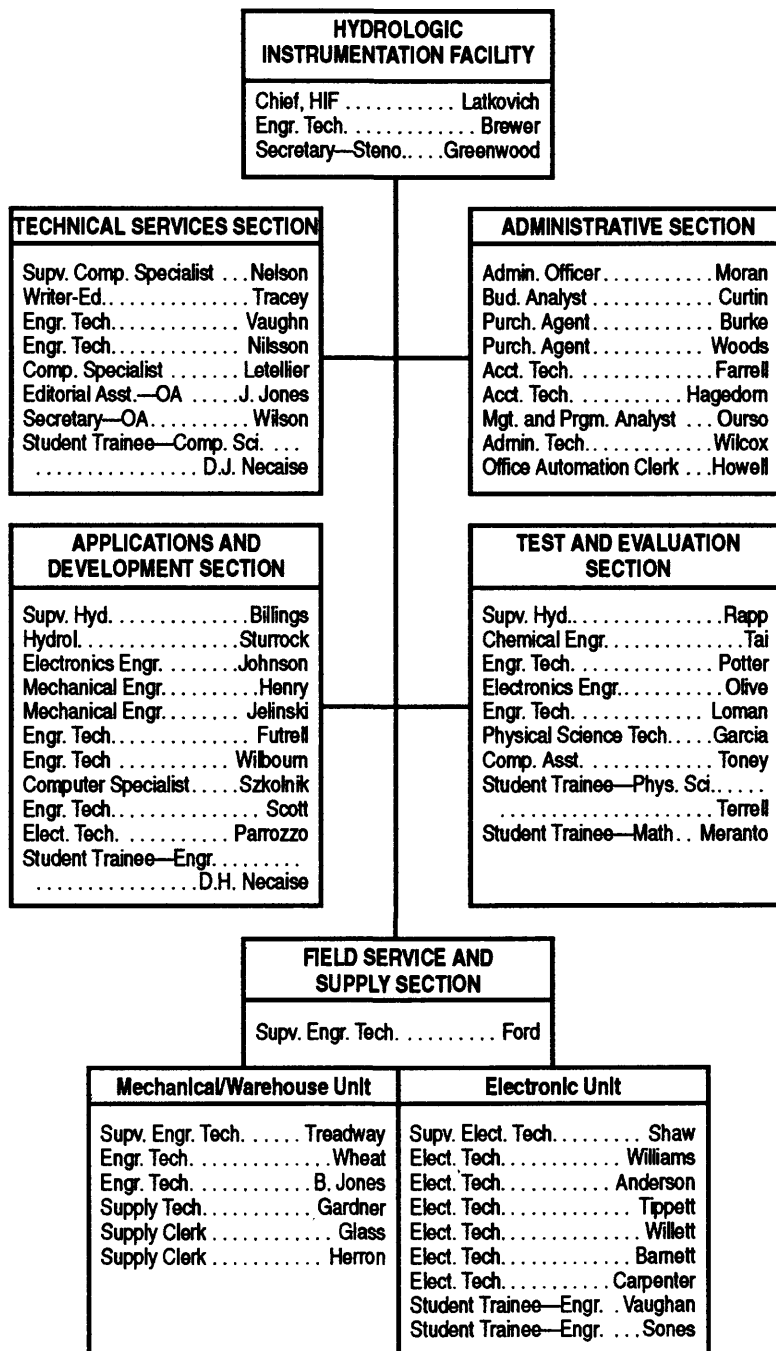 HYDROLOGIC
INSTRUMENTATION FACILITY
Chief, HIF ........... Latkovich
Engr. Tech............. Brewer
Secretary—Steno.....Greenwood
TECHNICAL SERVICES SECTION
Supv. Comp. Specialist ...Nelson
Writer-Ed............... Tracey
Engr. Tech............. Vaughn
Engr. Tech............. Nilsson
Comp. Specialist ....... Letellier
Editorial Asst.—OA .....J. Jones
Secretary—OA.......... Wilson
Student Trainee—Comp. Sci. ....
................ D.J. Necaise
ADMINISTRATIVE SECTION
Admin. Officer........... Moran
Bud. Analyst ............ Curtin
Purch. Agent............ Burke
Purch. Agent........... Woods
Acct. Tech............. Farrell
Acct. Tech........... Hagedorn
Mgt. and Prgm. Analyst ... Ourso
Admin. Tech............Wilcox
Office Automation Clerk ...Howell
APPLICATIONS AND
DEVELOPMENT SECTION
Supv. Hyd..............Billings
Hydrol................Sturrock
Electronics Engr........Johnson
Mechanical Engr..........Henry
Mechanical Engr.........Jelinski
Engr. Tech.............. Futrell
Engr. Tech ........... Wilbourn
Computer Specialist.....Szkolnik
Engr. Tech...............Scott
Elect. Tech........... Parrozzo
Student Trainee—Engr..........
................D.H. Necaise
TEST AND EVALUATION
SECTION
Supv. Hyd................Rapp
Chemical Engr..............Tai
Engr. Tech.............. Potter
Electronics Engr.......... Olive
Engr. Tech............. Loman
Physical Science Tech.....Garcia
Comp. Asst............. Toney
Student Trainee—Phys. Sci.......
..................... Terrell
Student Trainee—Math .. Meranto
FIELD SERVICE AND
SUPPLY SECTION
Supv. Engr. Tech.......... Ford
Mechanical/Warehouse Unit
Supv. Engr. Tech...... Treadway
Engr. Tech..............Wheat
Engr. Tech............ B. Jones
Supply Tech........... Gardner
Supply Clerk ............ Glass
Supply Clerk ........... Herron
Electronic Unit
Supv. Elect. Tech......... Shaw
Elect. Tech............Williams
Elect. Tech...........Anderson
Elect. Tech............. Tippett
Elect. Tech............. Willett
Elect. Tech............ Barnett
Elect. Tech...........Carpenter
Student Trainee—Engr. . Vaughan
Student Trainee—Engr. ....Sones